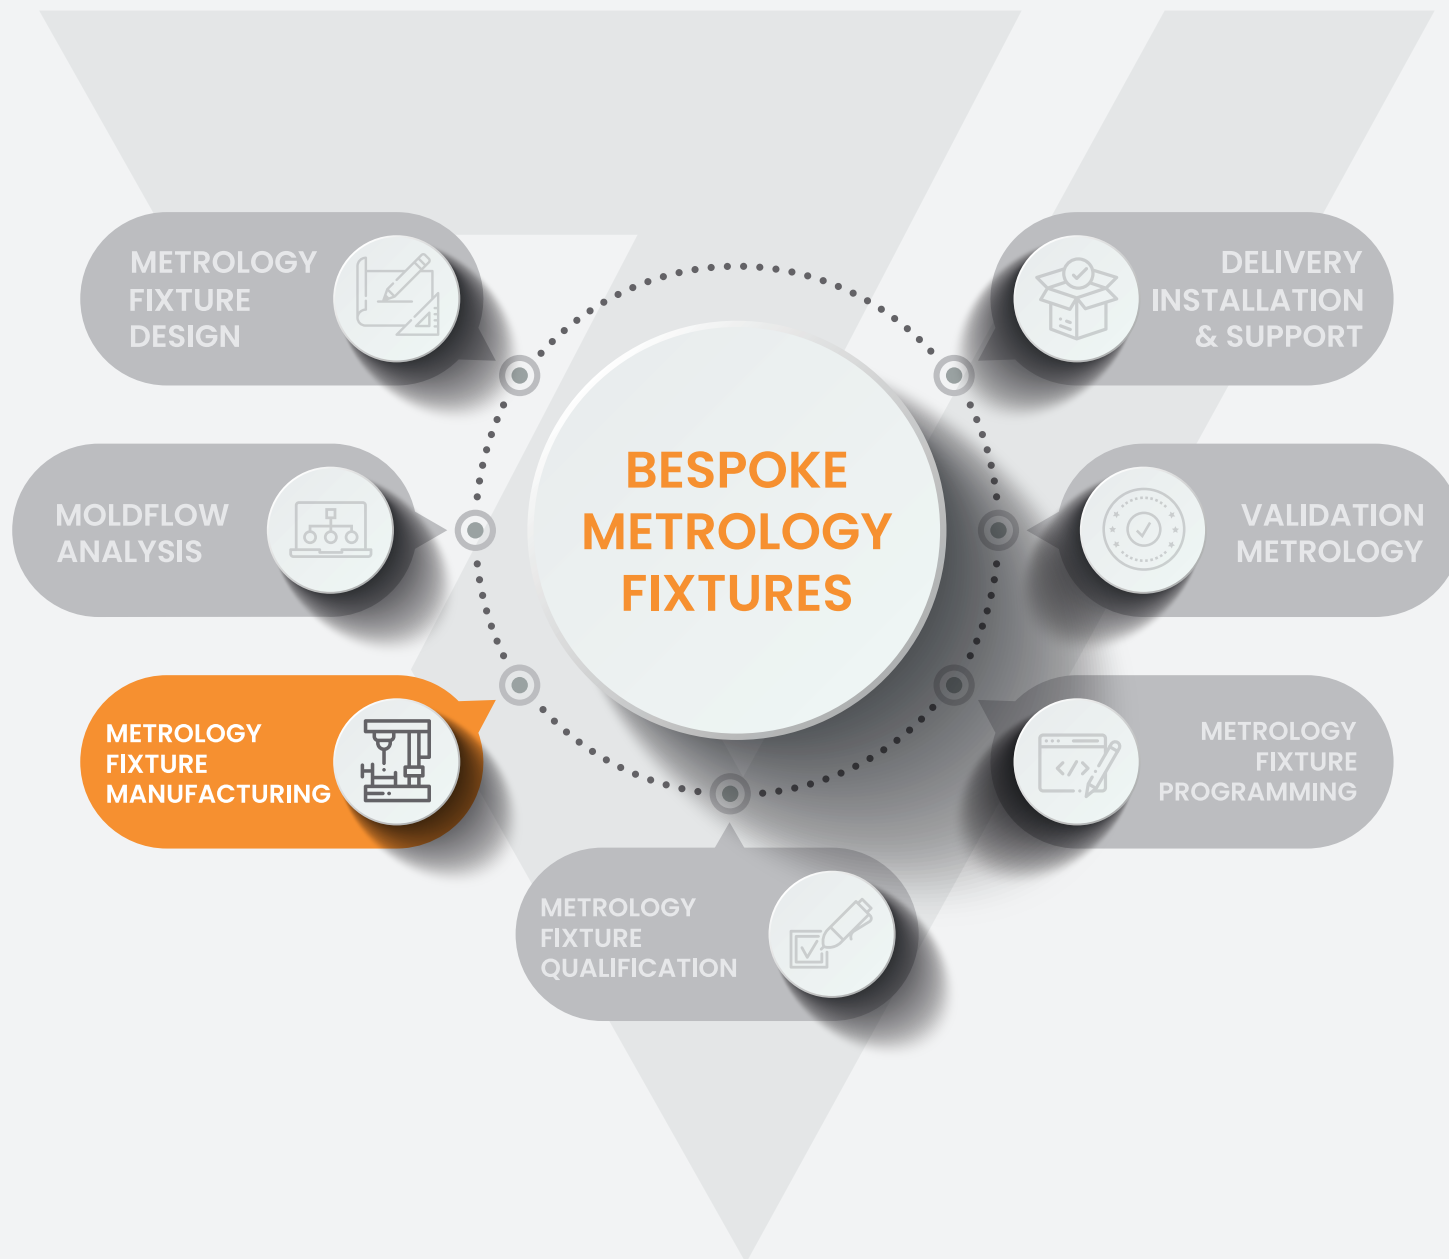 METROLOGY
FIXTURE
DESIGN
DELIVERY
INSTALLATION
& SUPPORT
BESPOKE
METROLOGY
FIXTURES
MOLDFLOW
ANALYSIS
VALIDATION
METROLOGY
METROLOGY
FIXTURE
MANUFACTURING
METROLOGY
FIXTURE
PROGRAMMING
</>
METROLOGY
FIXTURE
QUALIFICATION